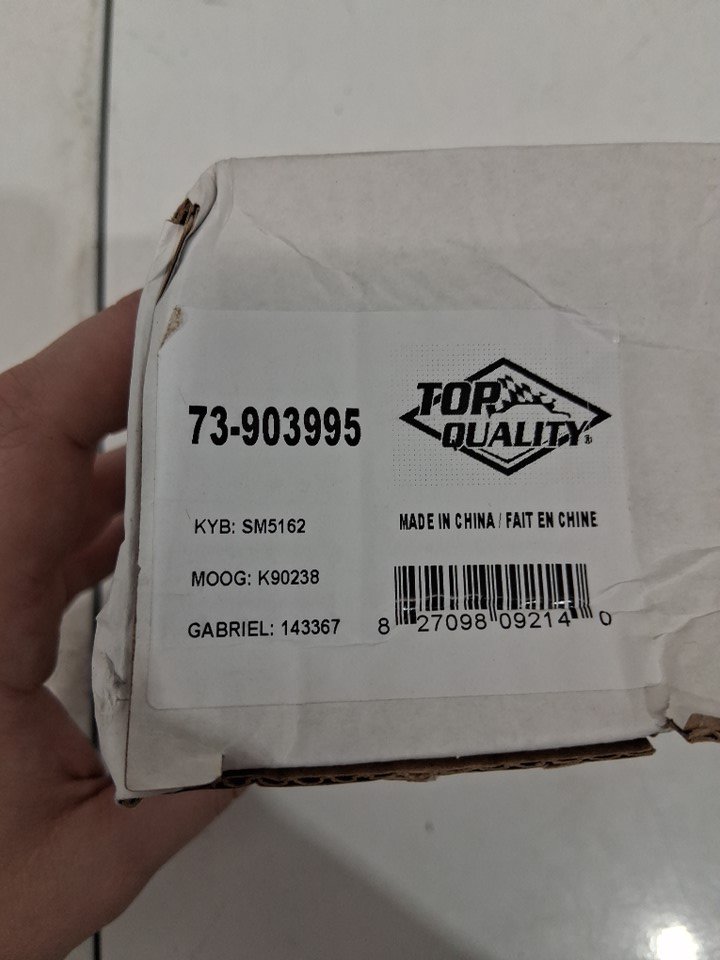 73-903995
TOP
QUALITY®
KYB: SM5162
MOOG: K90238
GABRIEL: 143367
MADE IN CHINA / FAIT EN CHINE
8 27098 09214 0